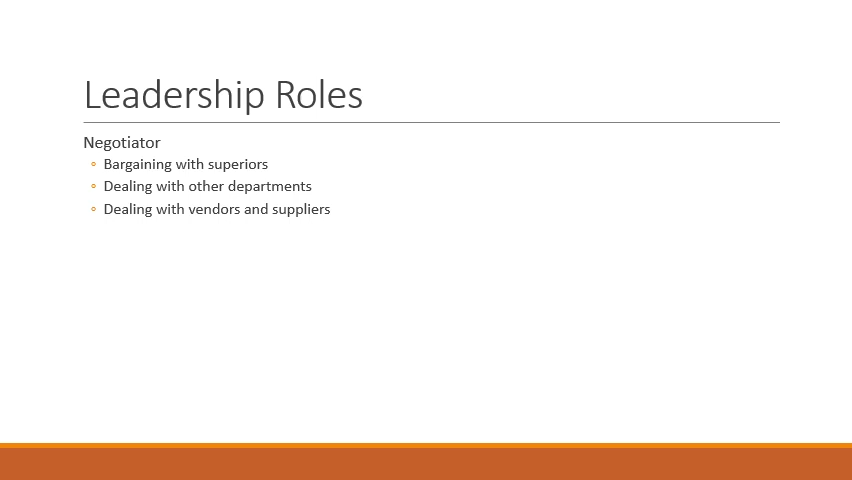 Leadership Roles
Negotiator
◦ Bargaining with superiors
◦ Dealing with other departments
◦ Dealing with vendors and suppliers